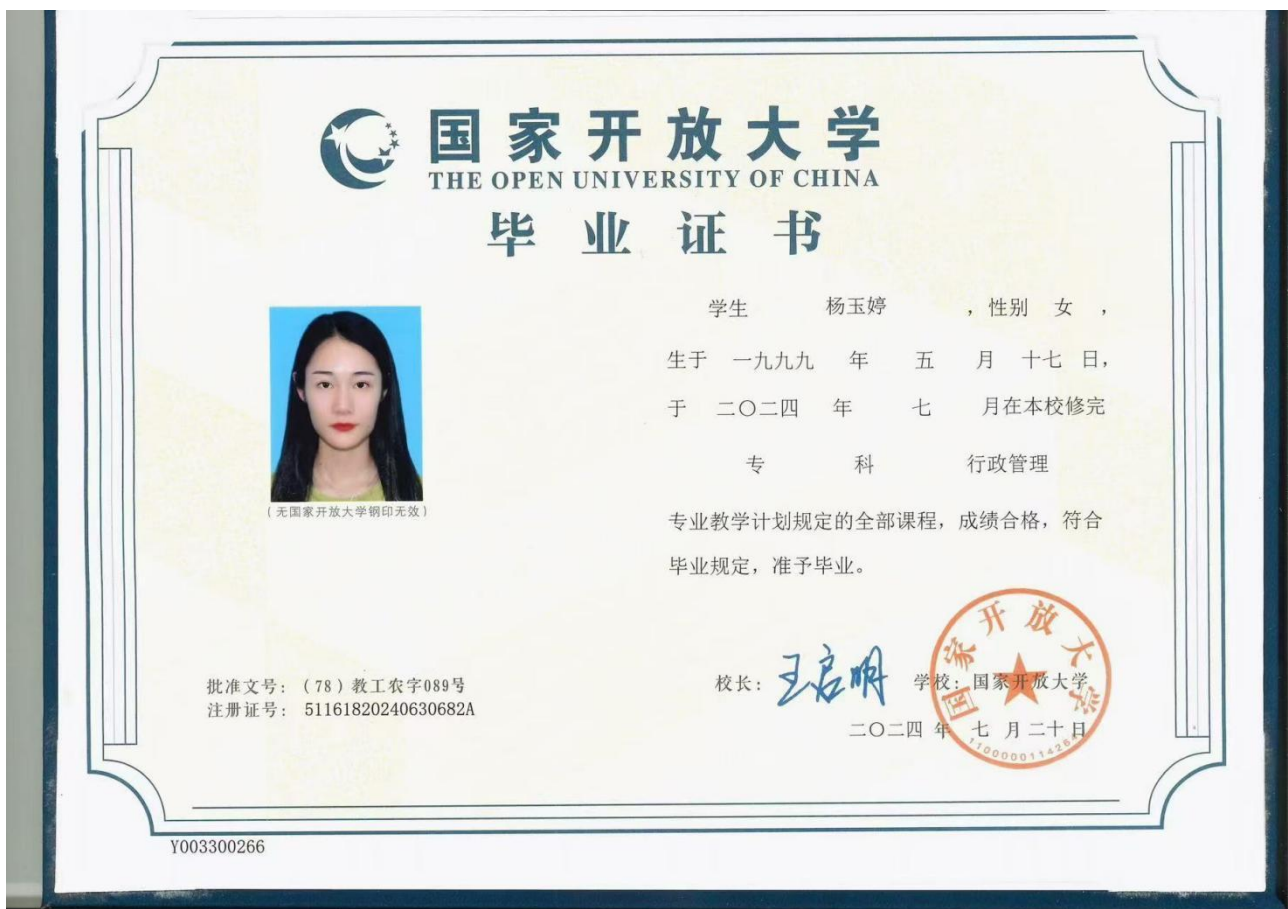 国家开放大学
THE OPEN UNIVERSITY OF CHINA
毕业证书
学生 杨玉婷 ，性别 女 ，
生于 一九九九 年 五 月 十七 日，
于 二〇二四 年 七 月在本校修完
专 科 行政管理
专业教学计划规定的全部课程，成绩合格，符合
毕业规定，准予毕业。
（无国家开放大学钢印无效）
批准文号：（78）教工农字089号
注册证号： 51161820240630682A
校长：王启明 学校：国家开放大学
二〇二四 年 七 月 二十 日
国家开放大学
Y003300266